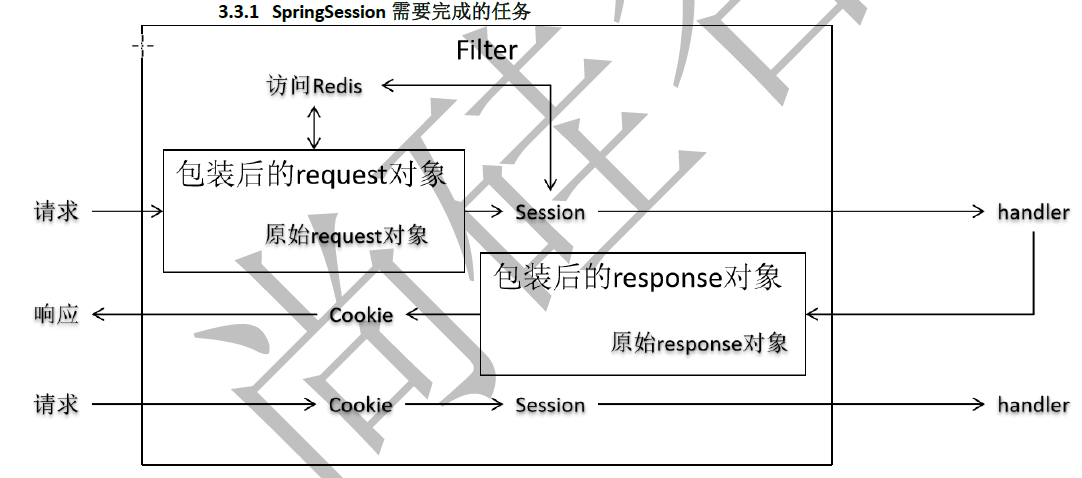 3.3.1 SpringSession 需要完成的任务
Filter
访问Redis
包装后的request对象
请求
原始request对象
Session
handler
包装后的response对象
响应
Cookie
原始response对象
请求
Cookie
Session
handler
尚硅谷